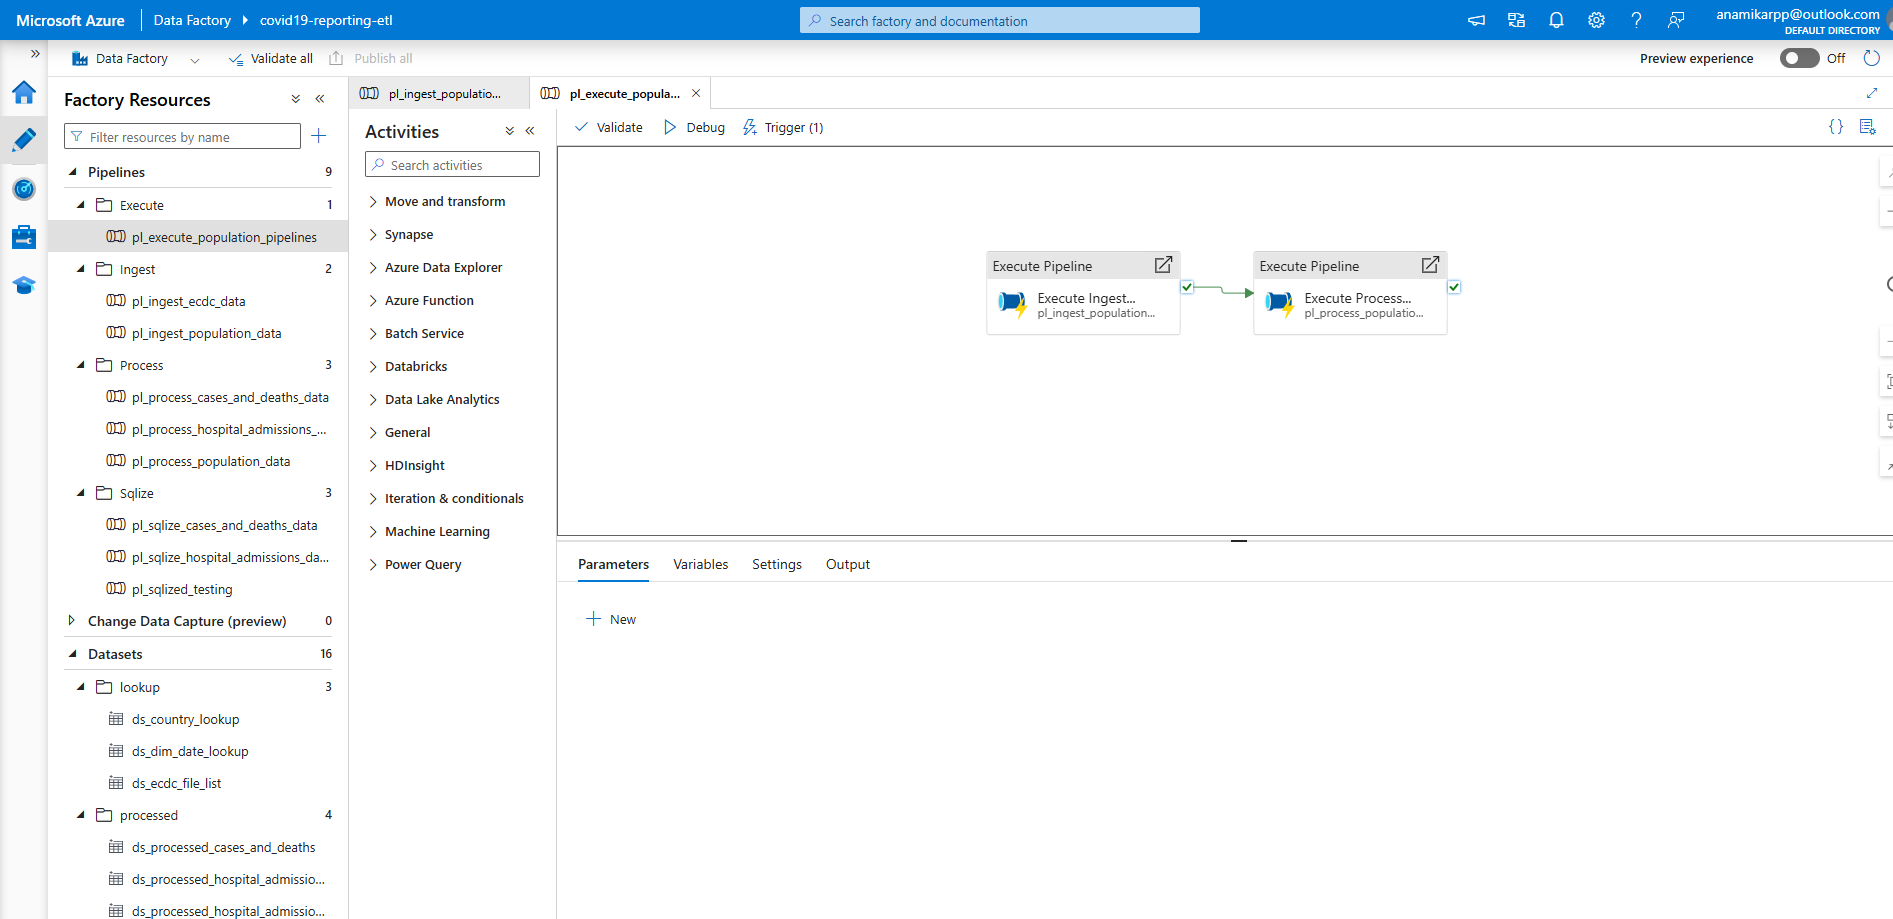 Microsoft Azure
Data Factory
covid19-reporting-etl
Search factory and documentation
anamikarpp@outlook.com
DEFAULT DIRECTORY
Data Factory
Validate all
Publish all
Preview experience
Off
Factory Resources
Filter resources by name
Pipelines 9
Execute 1
pl_execute_population_pipelines
Ingest 2
pl_ingest_ecdc_data
pl_ingest_population_data
Process 3
pl_process_cases_and_deaths_data
pl_process_hospital_admissions_...
pl_process_population_data
Sqlize 3
pl_sqlize_cases_and_deaths_data
pl_sqlize_hospital_admissions_da...
pl_sqlized_testing
Change Data Capture (preview) 0
Datasets 16
lookup 3
ds_country_lookup
ds_dim_date_lookup
ds_ecdc_file_list
processed 4
ds_processed_cases_and_deaths
ds_processed_hospital_admissio...
ds_processed_hospital_admissio...
pl_ingest_populatio...
pl_execute_popula...
Activities
Search activities
Move and transform
Synapse
Azure Data Explorer
Azure Function
Batch Service
Databricks
Data Lake Analytics
General
HDInsight
Iteration & conditionals
Machine Learning
Power Query
Validate
Debug
Trigger (1)
{}
Execute Pipeline
Execute Ingest...
pl_ingest_population...
Execute Pipeline
Execute Process...
pl_process_populatio...
Parameters
Variables
Settings
Output
New